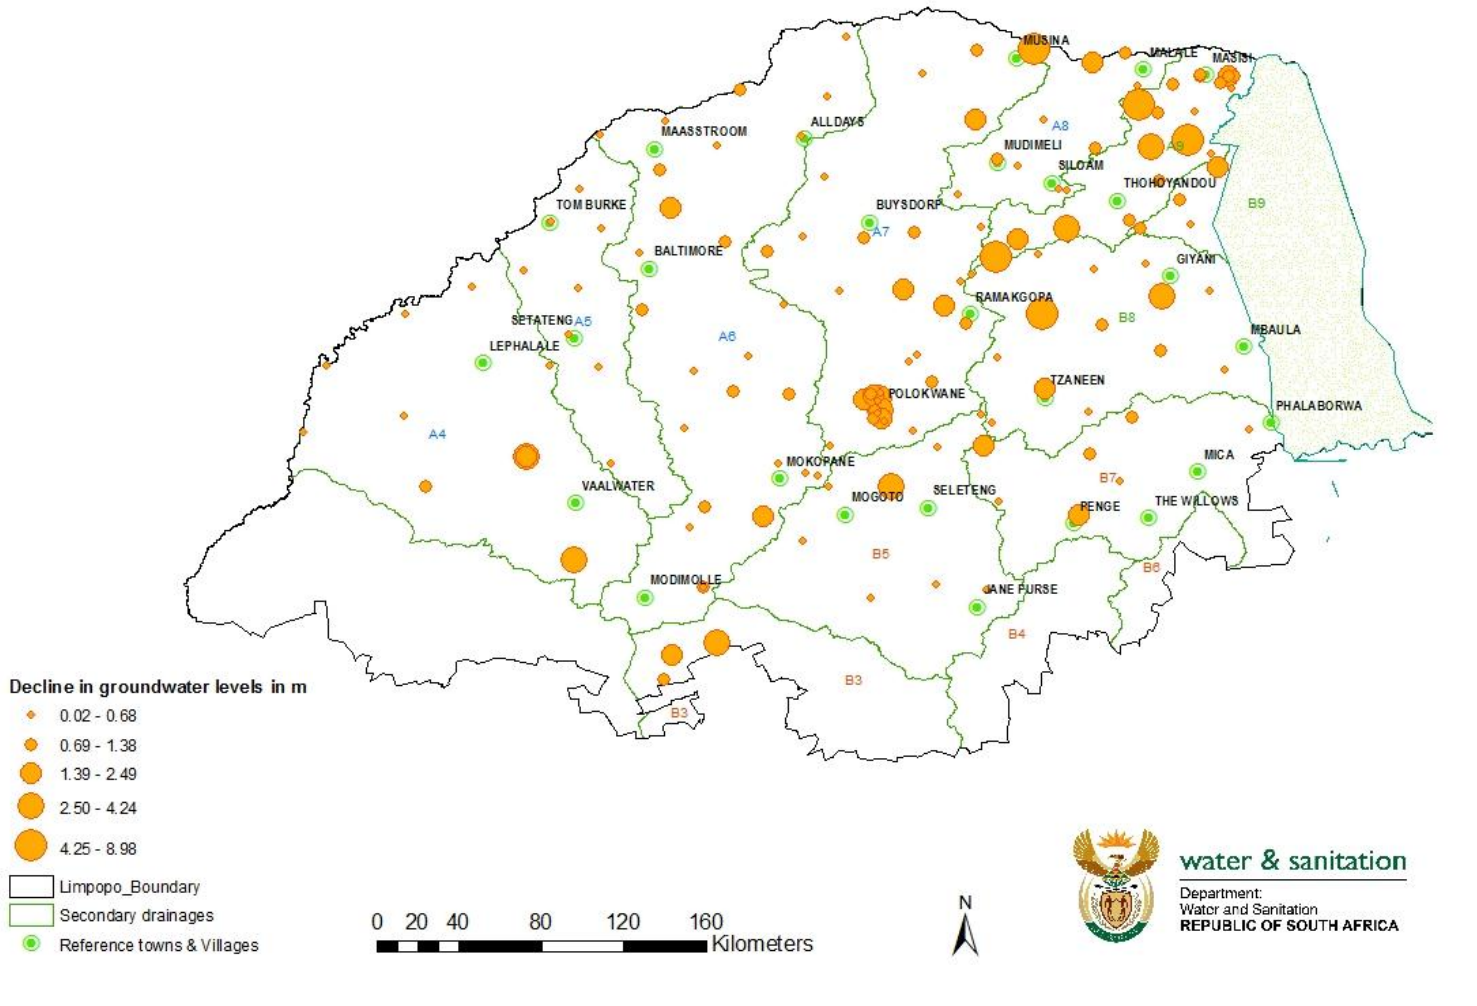 MUSINA
MALALE
MASISI
MAASSTROOM
ALLDAYS
A8
MUDIMELI
A9
SILOAM
THOHOYANDOU
TOM BURKE
BUYSDORP
B9
A7
BALTIMORE
GIYANI
RAMAKGOPA
SETATENG
A5
B8
MBAULA
LEPHALALE
A6
TZANEEN
POLOKWANE
PHALABORWA
A4
MOKOPANE
MICA
B7
VAALWATER
SELETENG
MOGOTO
THE WILLOWS
PENGE
B5
B6
MODIMOLLE
JANE FURSE
B4
B3
B3
Decline in groundwater levels in m
0.02 - 0.68
0.69 - 1.38
1.39 - 2.49
2.50 - 4.24
4.25 - 8.98
Limpopo_Boundary
Secondary drainages
Reference towns & Villages
0 20 40 80 120 160
Kilometers
N
water & sanitation
Department:
Water and Sanitation
REPUBLIC OF SOUTH AFRICA